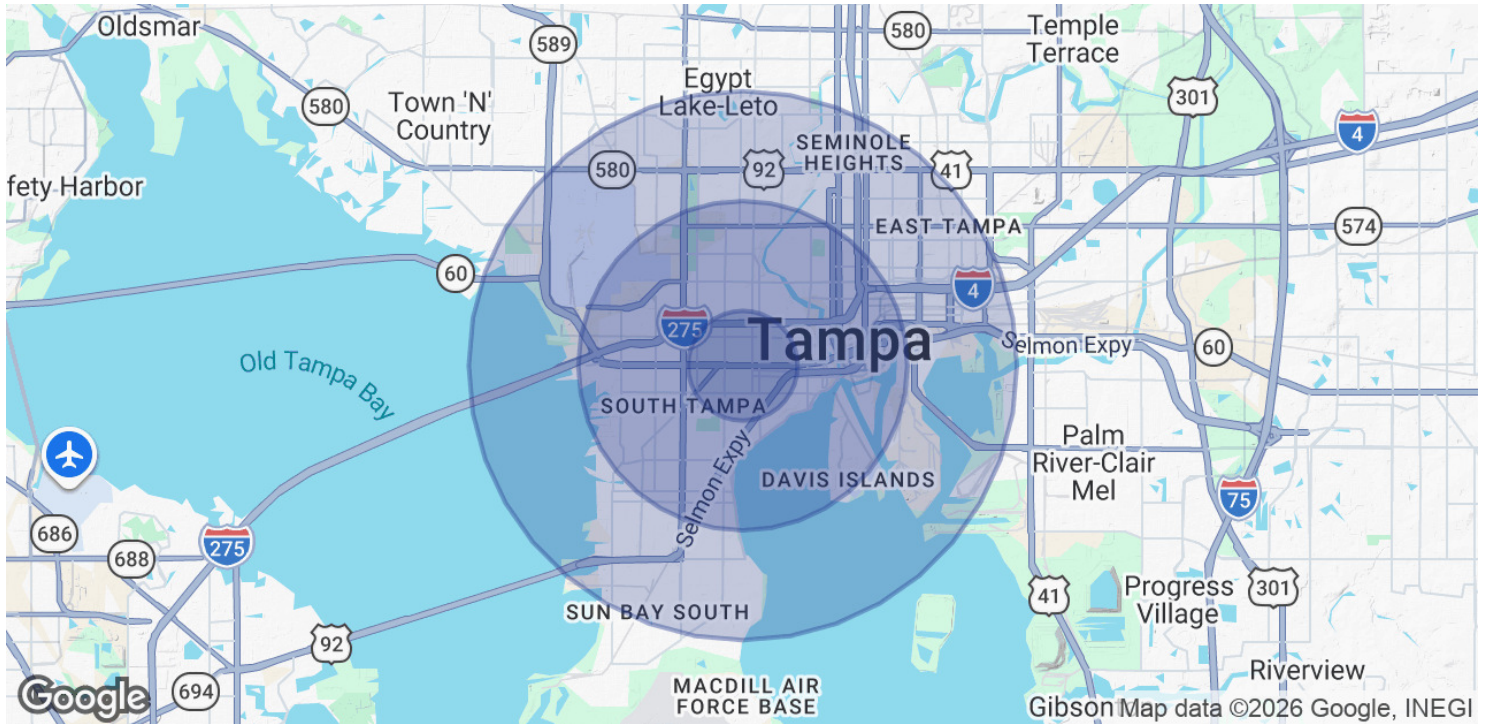 Oldsmar
589
580
Temple
Terrace
Egypt
Lake-Leto
301
580
Town 'N'
Country
4
SEMINOLE
HEIGHTS
580
92
41
fety Harbor
EAST TAMPA
574
60
4
275
Tampa
Selmon Expy
60
Old Tampa Bay
SOUTH TAMPA
Palm
River-Clair
Mel
Selmon Expy
DAVIS ISLANDS
75
686
275
688
Progress
Village
301
41
SUN BAY SOUTH
92
Riverview
694
MACDILL AIR
FORCE BASE
Google
Gibson
Map data ©2026 Google, INEGI